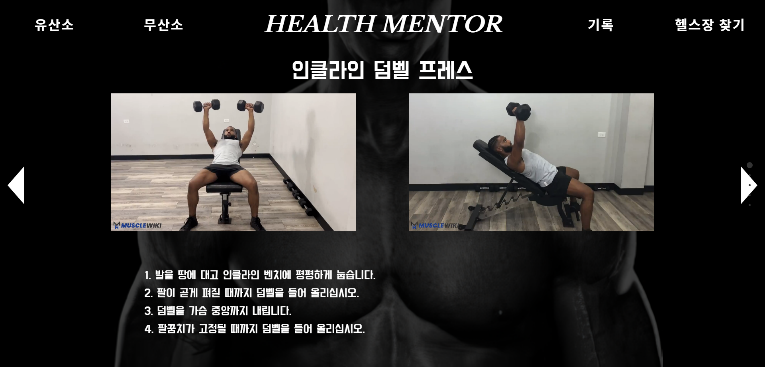 유산소 무산소 HEALTH MENTOR 기록 헬스장 찾기
인클라인 덤벨 프레스
MUSCLEWIKI MUSCLEWIKI
1. 발을 땅에 대고 인클라인 벤치에 평평하게 눕습니다.
2. 팔이 곧게 펴질 때까지 덤벨을 들어 올리십시오.
3. 덤벨을 가슴 중앙까지 내립니다.
4. 팔꿈치가 고정될 때까지 덤벨을 들어 올리십시오.